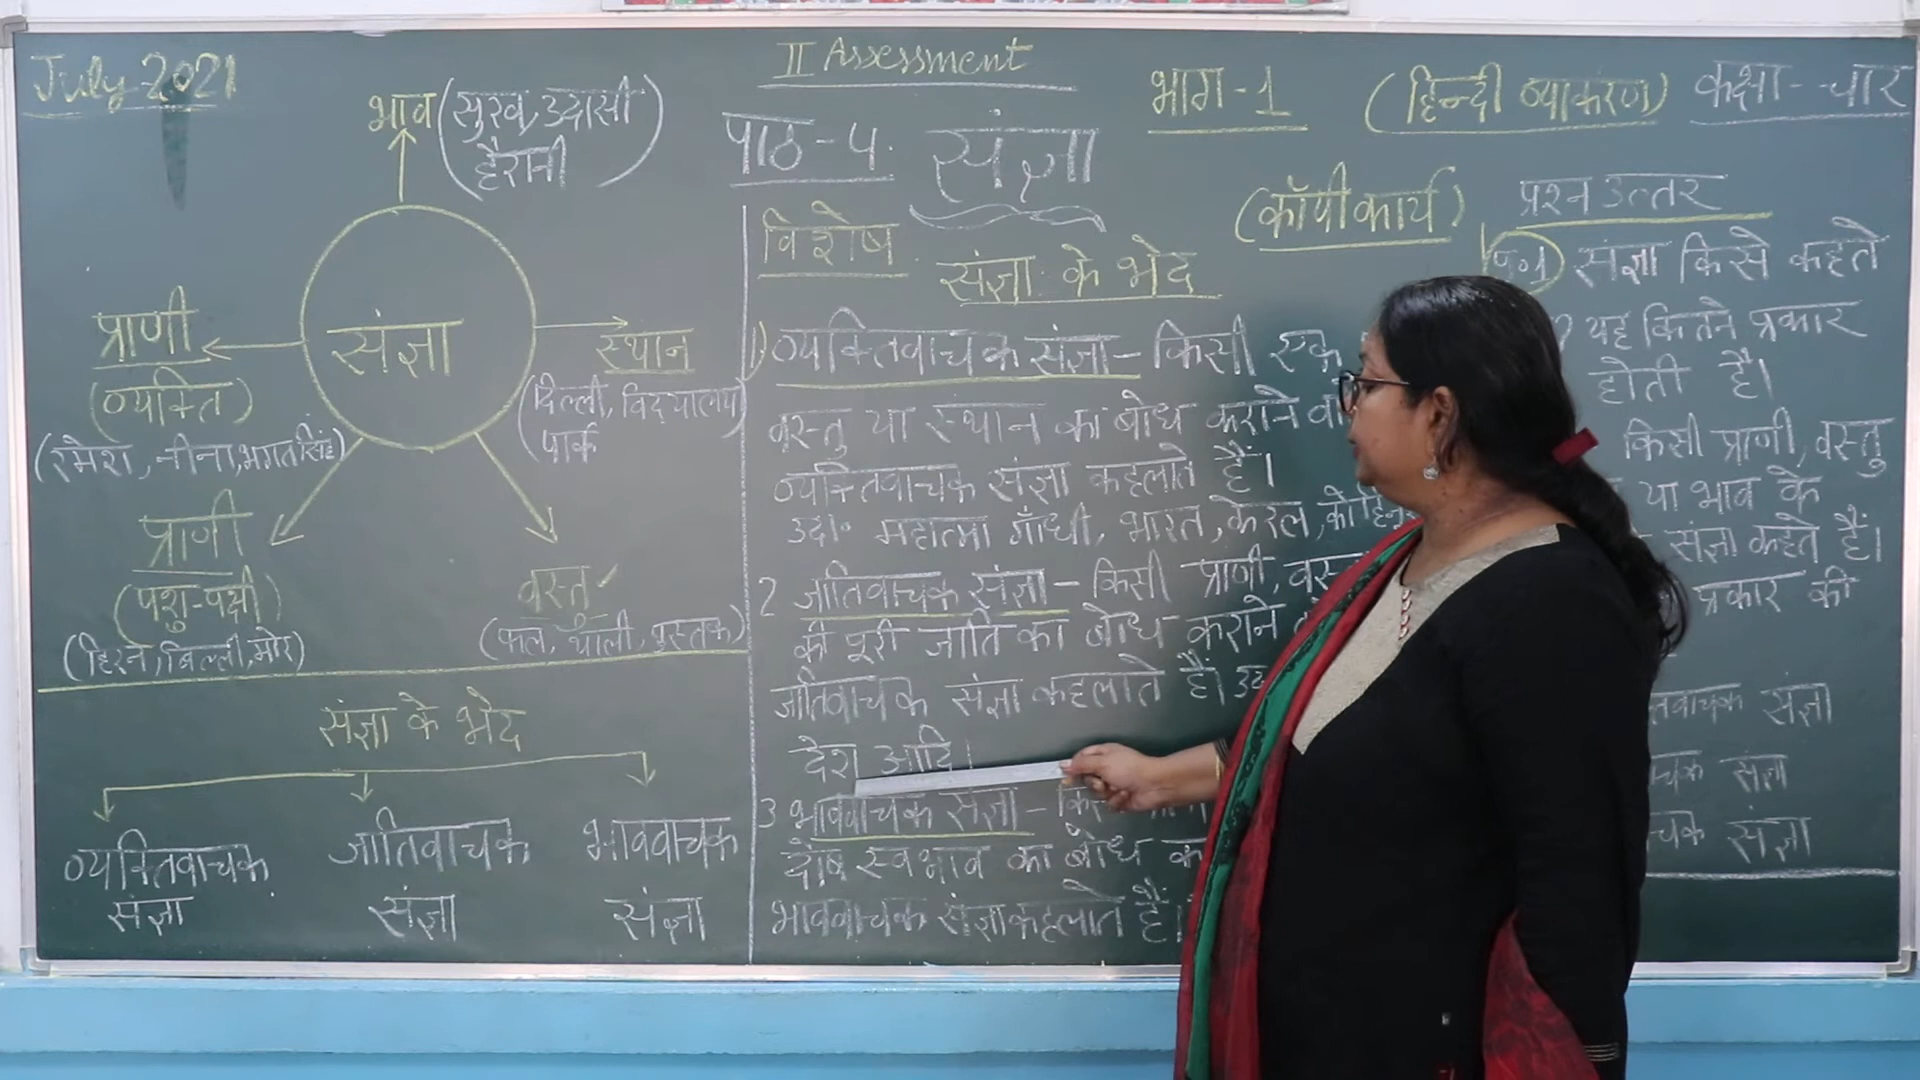 July 2021
II Assessment
भाग-1
(हिन्दी व्याकरण)
कक्षा--चार
पाठ-4.
संज्ञा
भाव (सुख, उदासी
हैरानी)
संज्ञा
प्राणी
(व्यक्ति)
(रमेश, नीना, भगत सिंह)
स्थान
(दिल्ली, विद्यालय
पार्क
प्राणी
(पशु-पक्षी)
(हिरन, बिल्ली, मोर)
वस्तु
(फल, थाली, पुस्तक)
संज्ञा के भेद
व्यक्तिवाचक
संज्ञा
जातिवाचक
संज्ञा
भाववाचक
संज्ञा
विशेष
संज्ञा के भेद
1) व्यक्तिवाचक संज्ञा - किसी एक
वस्तु या स्थान का बोध कराने
व्यक्तिवाचक संज्ञा कहलाते हैं।
उदा० महात्मा गाँधी, भारत, केरल,
2 जातिवाचक संज्ञा - किसी प्राणी,
की पूरी जाति का बोध कराने
जातिवाचक संज्ञा कहलाते हैं।
देश आदि।
3 भाववाचक संज्ञा -
दोष स्वभाव का बोध
भाववाचक संज्ञा कहलाते हैं।
(कॉपी कार्य)
प्रश्न उत्तर
प्र०1) संज्ञा किसे कहते
? यह कितने प्रकार
होती है।
किसी प्राणी, वस्तु
या भाव के
संज्ञा कहते हैं।
प्रकार की
संज्ञा
संज्ञा
संज्ञा